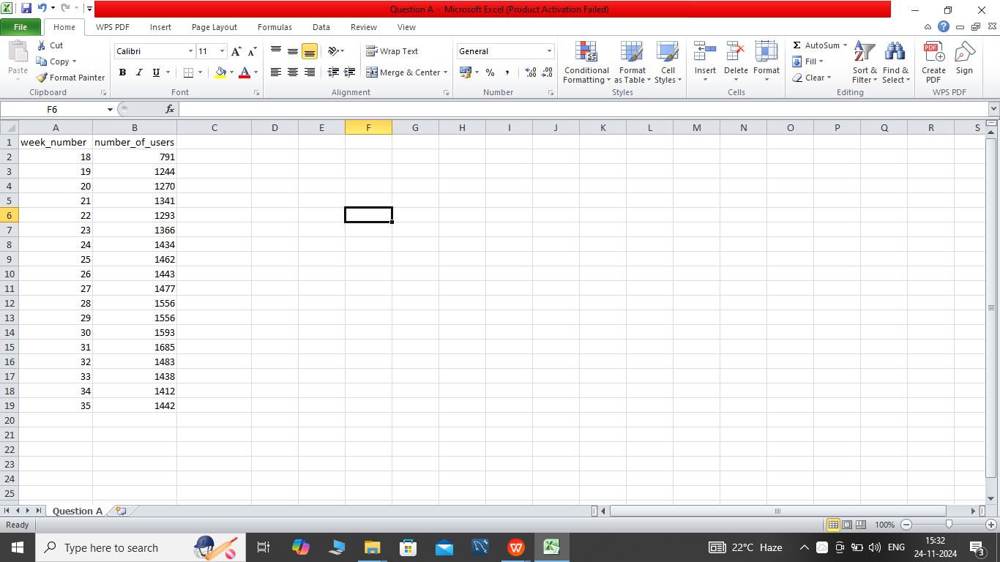 Question A - Microsoft Excel (Product Activation Failed)
File Home WPS PDF Insert Page Layout Formulas Data Review View
Paste
Cut
Copy
Format Painter
Clipboard
Calibri 11
B I U
Font
Wrap Text
Merge & Center
Alignment
General
%
Number
Conditional Formatting
Format as Table
Cell Styles
Styles
Insert Delete Format
Cells
Σ AutoSum
Fill
Clear
Sort & Filter
Find & Select
Editing
Create PDF
Sign
WPS PDF
F6 fx
A B C D E F G H I J K L M N O P Q R S
1 week_number number_of_users
2 18 791
3 19 1244
4 20 1270
5 21 1341
6 22 1293
7 23 1366
8 24 1434
9 25 1462
10 26 1443
11 27 1477
12 28 1556
13 29 1556
14 30 1593
15 31 1685
16 32 1483
17 33 1438
18 34 1412
19 35 1442
20
21
22
23
24
25
Question A
Ready 100%
Type here to search 22°C Haze ENG 15:32
24-11-2024 3